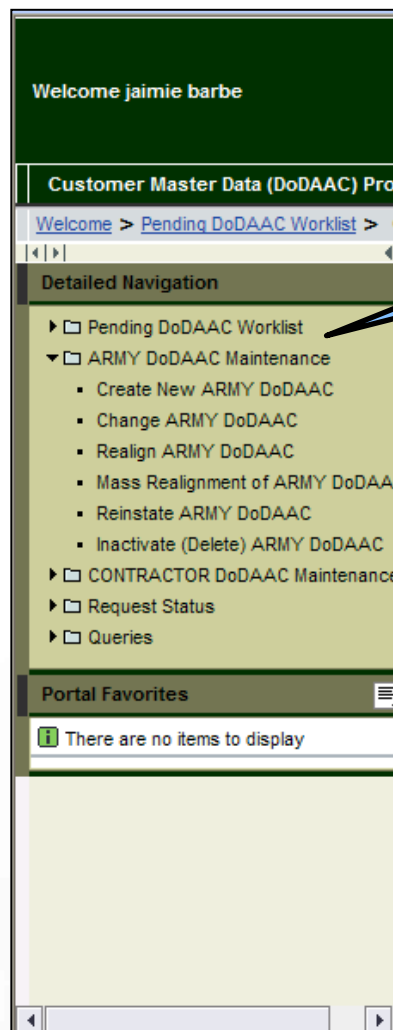 Welcome jaimie barbe
Customer Master Data (DoDAAC) Pro
Welcome > Pending DoDAAC Worklist >
Detailed Navigation
Pending DoDAAC Worklist
ARMY DoDAAC Maintenance
Create New ARMY DoDAAC
Change ARMY DoDAAC
Realign ARMY DoDAAC
Mass Realignment of ARMY DoDAA
Reinstate ARMY DoDAAC
Inactivate (Delete) ARMY DoDAAC
CONTRACTOR DoDAAC Maintenance
Request Status
Queries
Portal Favorites
There are no items to display